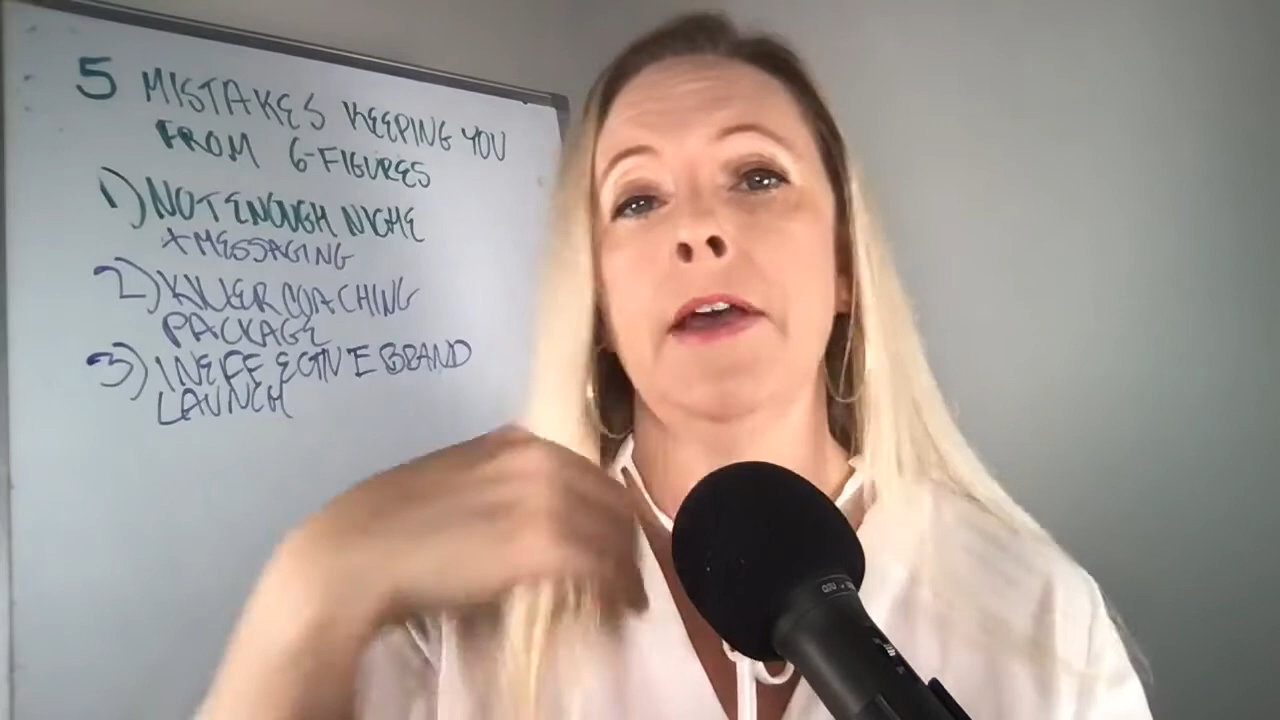 5 MISTAKES KEEPING YOU
FROM 6-FIGURES
1) NOT ENOUGH NICHE
+ MESSAGING
2) KILLER COACHING
PACKAGE
3) INEFFECTIVE BRAND
LAUNCH